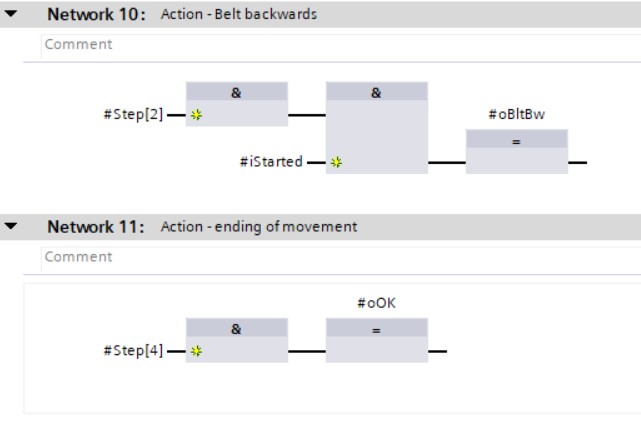 Network 10: Action - Belt backwards
Comment
& &
#Step[2] #oBltBw
=
#iStarted
Network 11: Action - ending of movement
Comment
#oOK
& =
#Step[4]